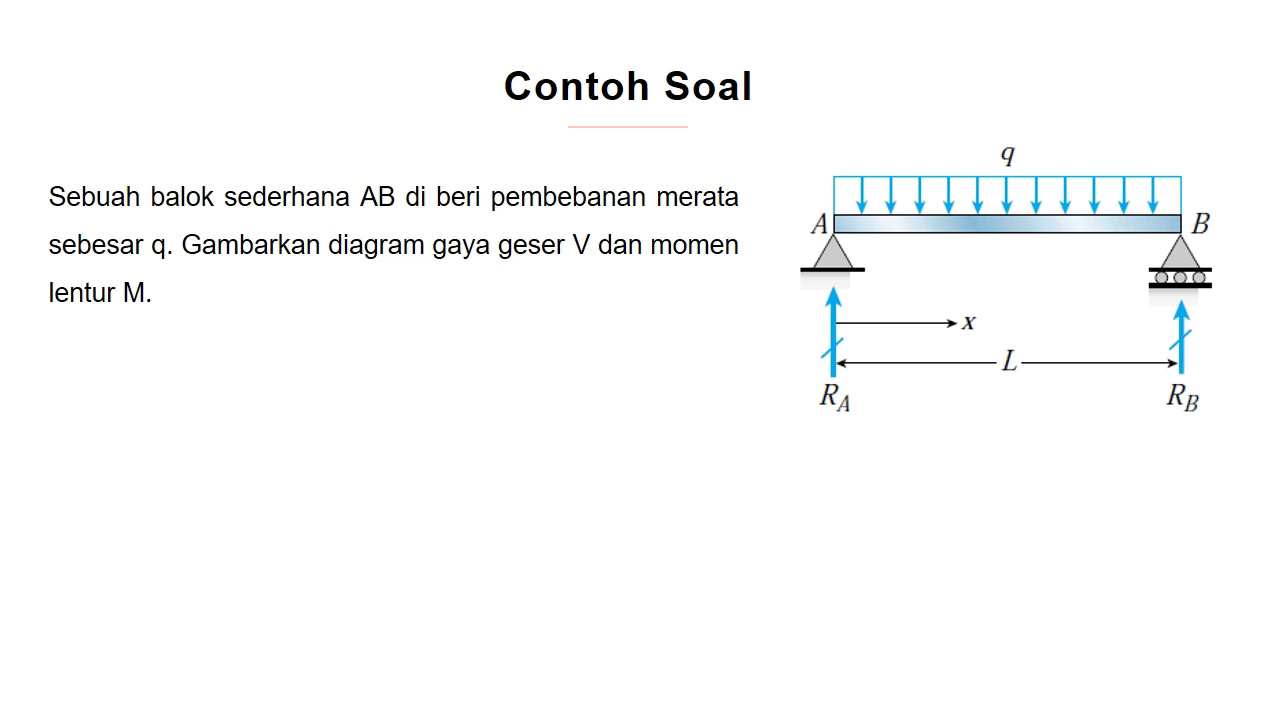 Contoh Soal
Sebuah balok sederhana AB di beri pembebanan merata
sebesar q. Gambarkan diagram gaya geser V dan momen
lentur M.
q
A
B
x
L
R_A
R_B